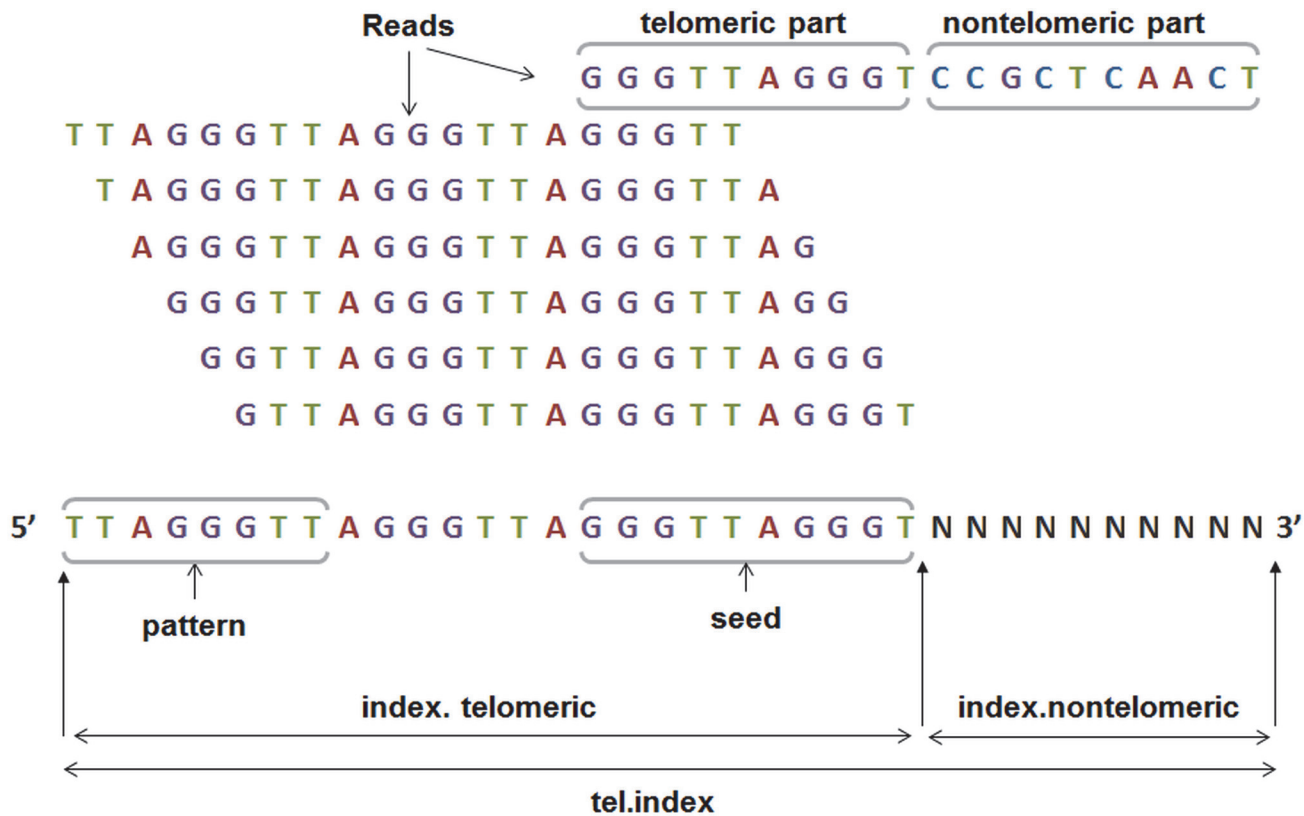 Reads telomeric part nontelomeric part
G G G T T A G G G T C C G C T C A A C T
T T A G G G T T A G G G T T A G G G T T
T A G G G T T A G G G T T A G G G T T A
A G G G T T A G G G T T A G G G T T A G
G G G T T A G G G T T A G G G T T A G G
G G T T A G G G T T A G G G T T A G G G
G T T A G G G T T A G G G T T A G G G T
5’ T T A G G G T T A G G G T T A G G G T T A G G G T N N N N N N N N N N 3’
pattern seed
index. telomeric index.nontelomeric
tel.index